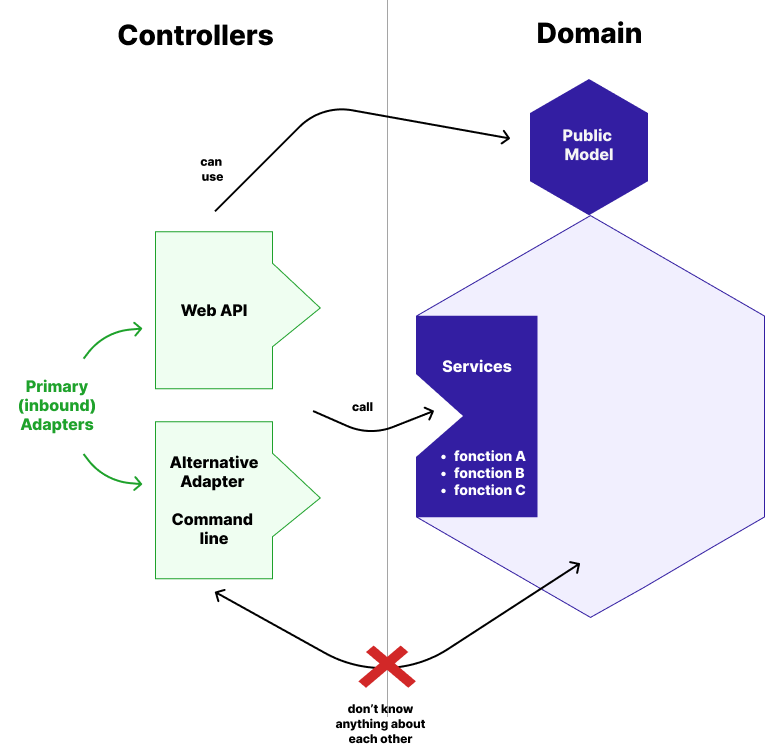 Controllers
Domain
Public
Model
can
use
Web API
Primary
(inbound)
Adapters
Services
call
fonction A
fonction B
fonction C
Alternative
Adapter
Command
line
don’t know
anything about
each other